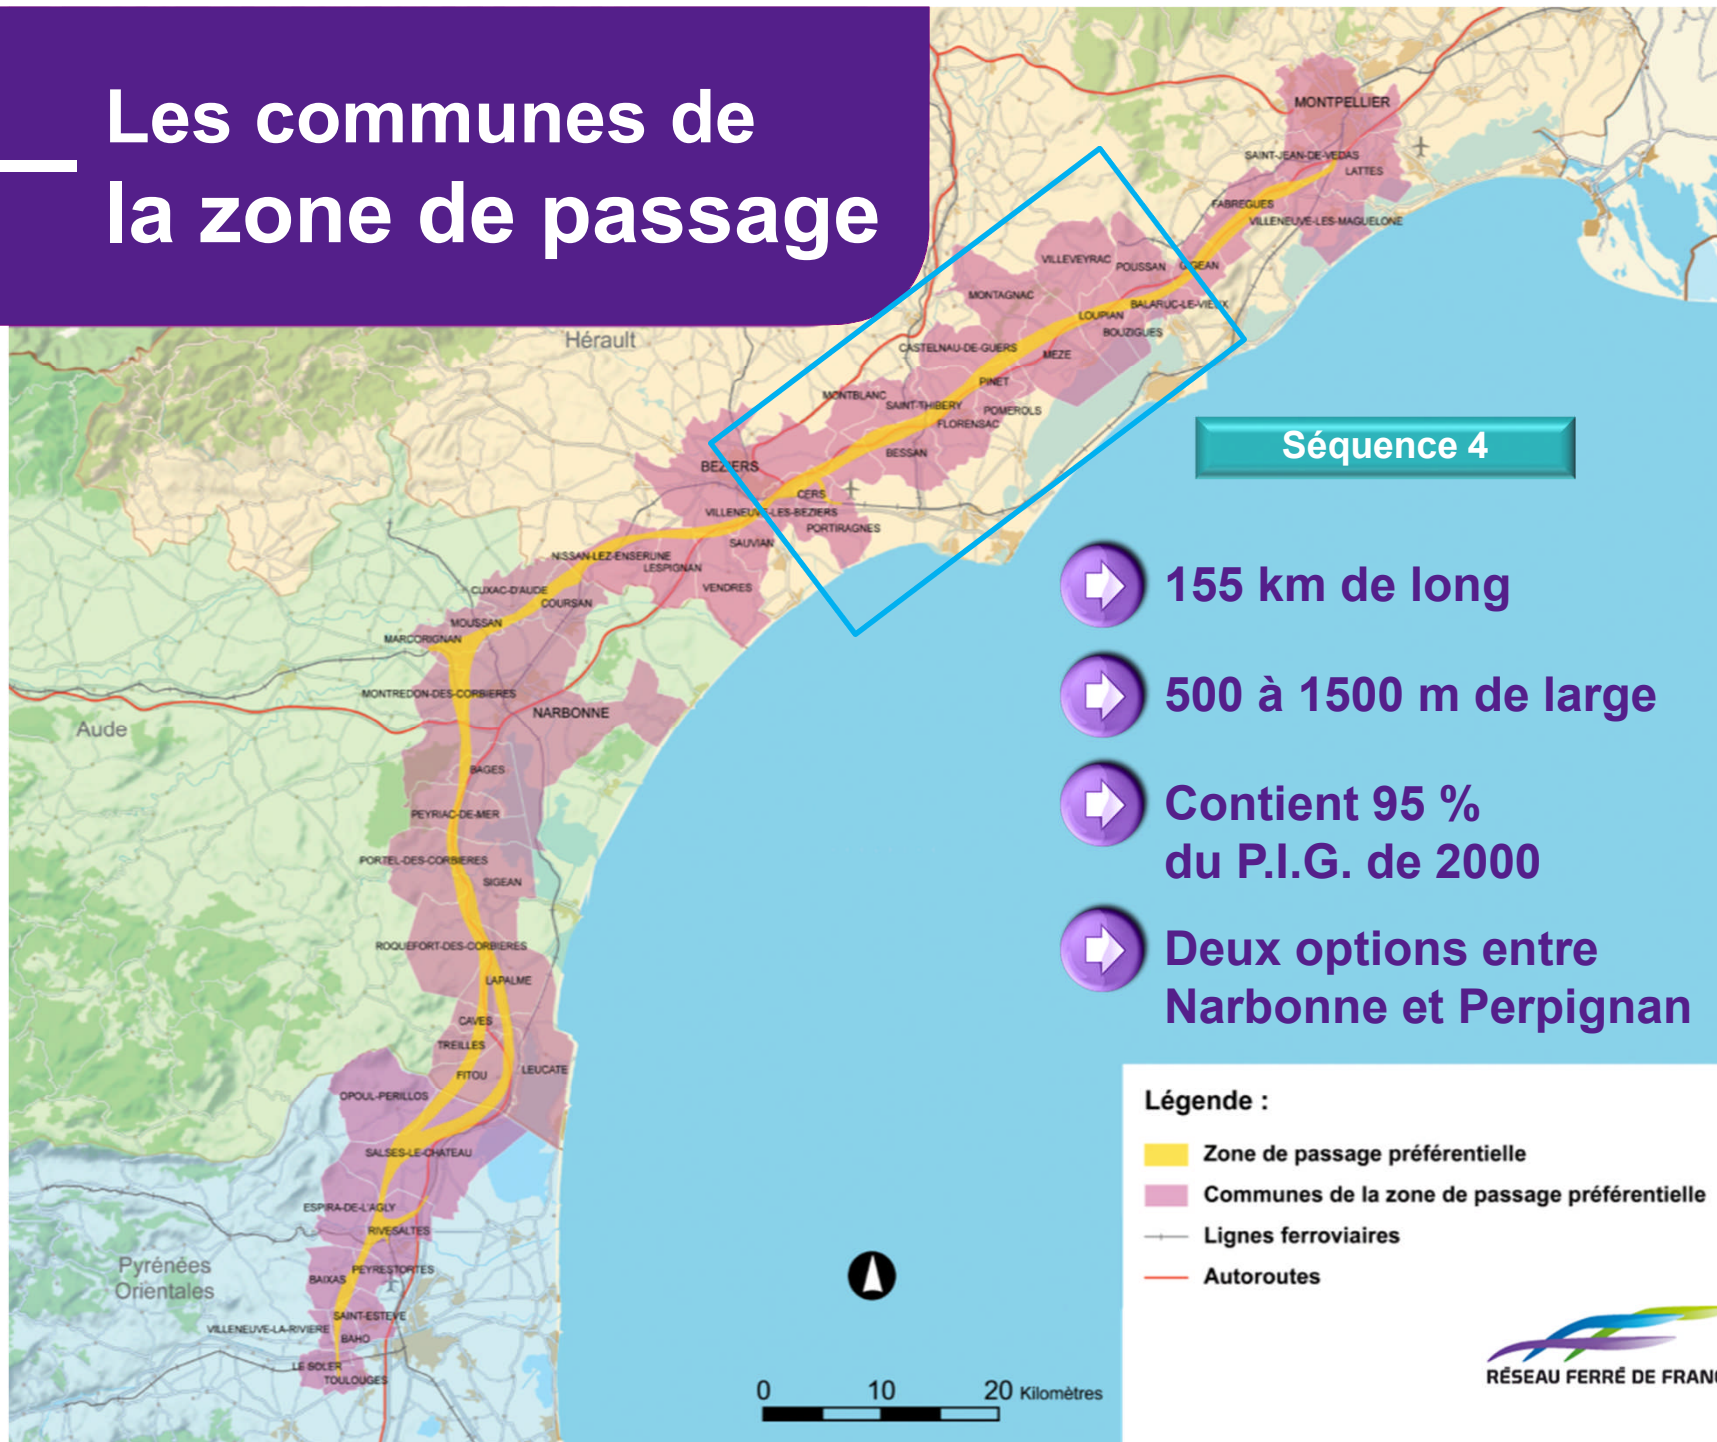 Les communes de
la zone de passage
MONTPELLIER
SAINT-JEAN-DE-VEDAS
LATTES
FABREGUES
VILLENEUVE-LES-MAGUELONE
VILLEVEYRAC
POUSSAN
GIGEAN
MONTAGNAC
BALARUC-LE-VIEUX
LOUPIAN
BOUZIGUES
Hérault
CASTELNAU-DE-GUERS
MEZE
PINET
MONTBLANC
SAINT-THIBERY
POMEROLS
FLORENSAC
BESSAN
BEZIERS
CERS
VILLENEUVE-LES-BEZIERS
PORTIRAGNES
SAUVIAN
NISSAN-LEZ-ENSERUNE
LESPIGNAN
VENDRES
CUXAC-D'AUDE
COURSAN
MOUSSAN
MARCORIGNAN
MONTREDON-DES-CORBIERES
NARBONNE
Aude
BAGES
PEYRIAC-DE-MER
PORTEL-DES-CORBIERES
SIGEAN
ROQUEFORT-DES-CORBIERES
LAPALME
CAVES
TREILLES
FITOU
LEUCATE
OPOUL-PERILLOS
SALSES-LE-CHATEAU
ESPIRA-DE-L'AGLY
RIVESALTES
Pyrénées
Orientales
PEYRESTORTES
BAIXAS
SAINT-ESTEVE
VILLENEUVE-LA-RIVIERE
BAHO
LE SOLER
TOULOUGES
Séquence 4
155 km de long
500 à 1500 m de large
Contient 95 %
du P.I.G. de 2000
Deux options entre
Narbonne et Perpignan
Légende :
Zone de passage préférentielle
Communes de la zone de passage préférentielle
Lignes ferroviaires
Autoroutes
0 10 20 Kilomètres
RÉSEAU FERRÉ DE FRANC